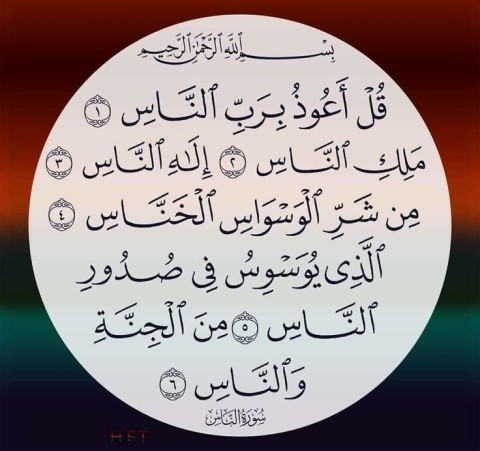 بِسْمِ ٱللَّهِ ٱلرَّحْمَٰنِ ٱلرَّحِيمِ
قُلْ أَعُوذُ بِرَبِّ ٱلنَّاسِ ١
مَلِكِ ٱلنَّاسِ ٢ إِلَٰهِ ٱلنَّاسِ ٣
مِن شَرِّ ٱلْوَسْوَاسِ ٱلْخَنَّاسِ ٤
ٱلَّذِى يُوَسْوِسُ فِى صُدُورِ
ٱلنَّاسِ ٥ مِنَ ٱلْجِنَّةِ
وَٱلنَّاسِ ٦
سُورَةُ النَّاسِ
HFT